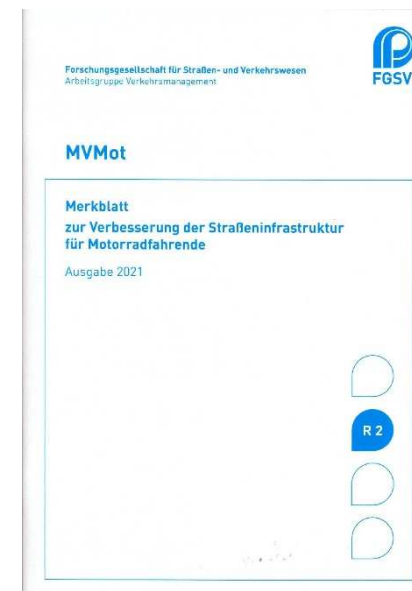 Forschungsgesellschaft für Straßen- und Verkehrswesen
Arbeitsgruppe Verkehrsmanagement
FGSV
MVMot
Merkblatt
zur Verbesserung der Straßeninfrastruktur
für Motorradfahrende
Ausgabe 2021
R 2